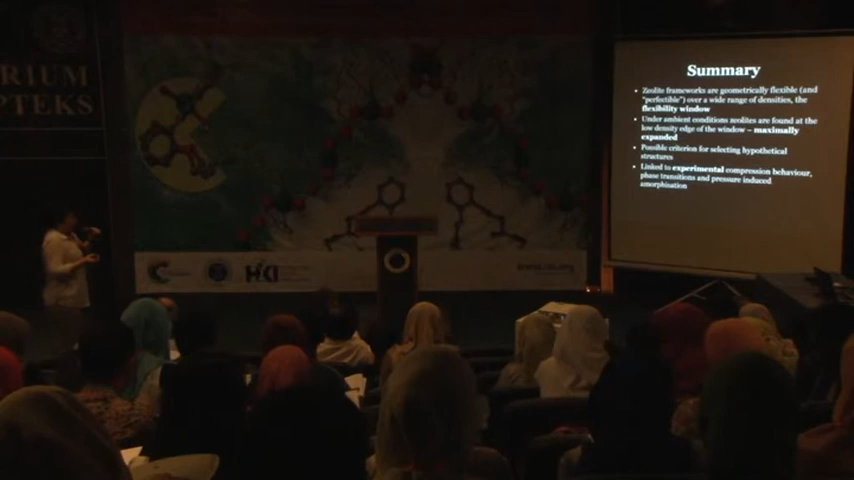 RIUM
PTEKS
Summary
• Zeolite frameworks are geometrically flexible (and
"perfectible") over a wide range of densities, the
flexibility window
• Under ambient conditions zeolites are found at the
low density edge of the window – maximally
expanded
• Possible criterion for selecting hypothetical
structures
• Linked to experimental compression behaviour,
phase transitions and pressure induced
amorphisation